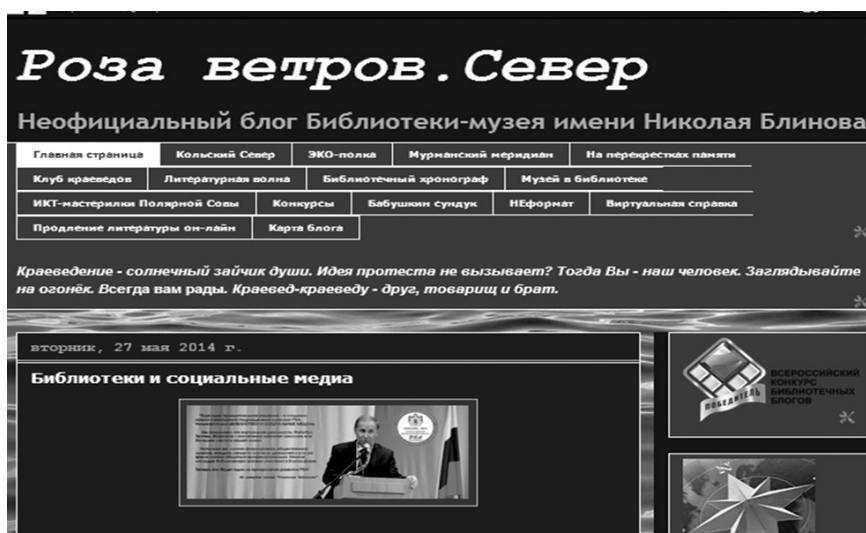 Роза ветров.Север
Неофициальный блог Библиотеки-музея имени Николая Блинова
Главная страница Кольский Север ЭКО-полка Мурманский меридиан На перекрестках памяти
Клуб краеведов Литературная волна Библиотечный хронограф Музей в библиотеке
ИКТ-мастерилки Полярной Совы Конкурсы Бабушкин сундук НЕформат Виртуальная справка
Продление литературы он-лайн Карта блога
Краеведение - солнечный зайчик души. Идея протеста не вызывает? Тогда Вы - наш человек. Заглядывайте
на огонёк. Всегда вам рады. Краевед-краеведу - друг, товарищ и брат.
вторник, 27 мая 2014 г.
Библиотеки и социальные медиа
ПОБЕДИТЕЛЬ
ВСЕРОССИЙСКИЙ
КОНКУРС
БИБЛИОТЕЧНЫХ
БЛОГОВ